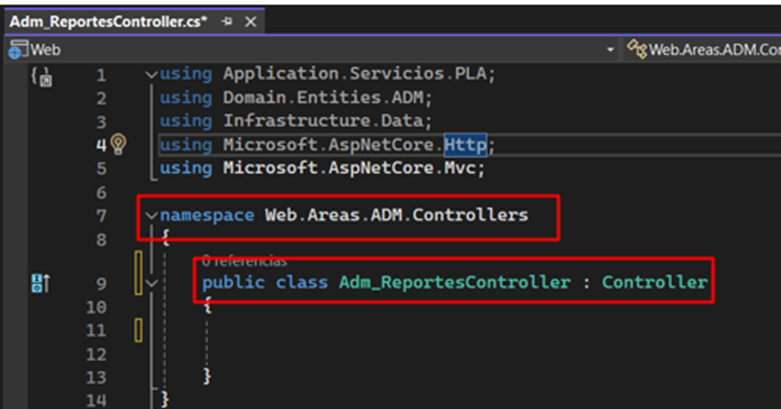 Adm_ReportesController.cs*
Web
Web.Areas.ADM.Co
1 using Application.Servicios.PLA;
2 using Domain.Entities.ADM;
3 using Infrastructure.Data;
4 using Microsoft.AspNetCore.Http;
5 using Microsoft.AspNetCore.Mvc;
6
7 namespace Web.Areas.ADM.Controllers
8 {
0 referencias
9 public class Adm_ReportesController : Controller
10 {
11
12
13 }
14 }